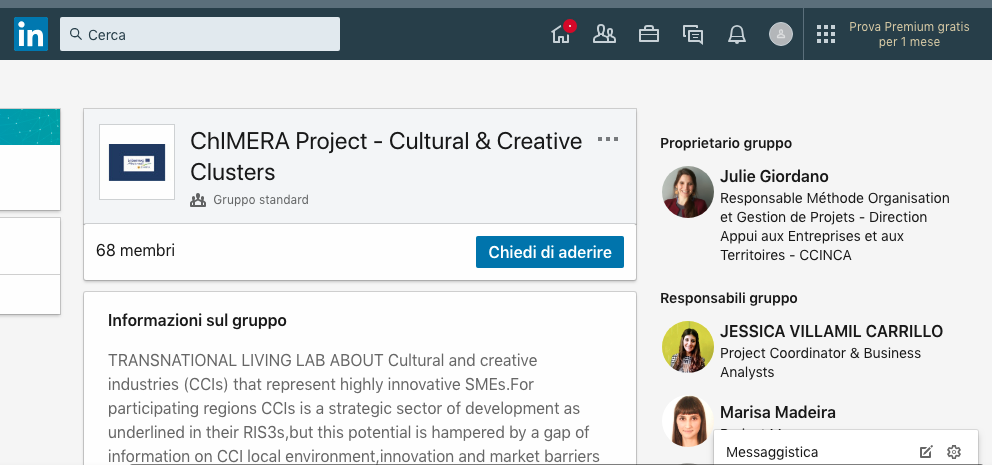 in
Cerca
Prova Premium gratis
per 1 mese
ChIMERA Project - Cultural & Creative
Clusters
Gruppo standard
68 membri
Chiedi di aderire
Informazioni sul gruppo
TRANSNATIONAL LIVING LAB ABOUT Cultural and creative
industries (CCIs) that represent highly innovative SMEs.For
participating regions CCIs is a strategic sector of development as
underlined in their RIS3s,but this potential is hampered by a gap of
information on CCI local environment,innovation and market barriers
Proprietario gruppo
Julie Giordano
Responsable Méthode Organisation
et Gestion de Projets - Direction
Appui aux Entreprises et aux
Territoires - CCINCA
Responsabili gruppo
JESSICA VILLAMIL CARRILLO
Project Coordinator & Business
Analysts
Marisa Madeira
Messaggistica